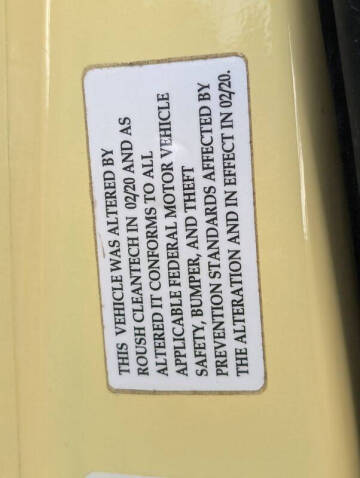 THIS VEHICLE WAS ALTERED BY
ROUSH CLEANTECH IN 02/20 AND AS
ALTERED IT CONFORMS TO ALL
APPLICABLE FEDERAL MOTOR VEHICLE
SAFETY, BUMPER, AND THEFT
PREVENTION STANDARDS AFFECTED BY
THE ALTERATION AND IN EFFECT IN 02/20.